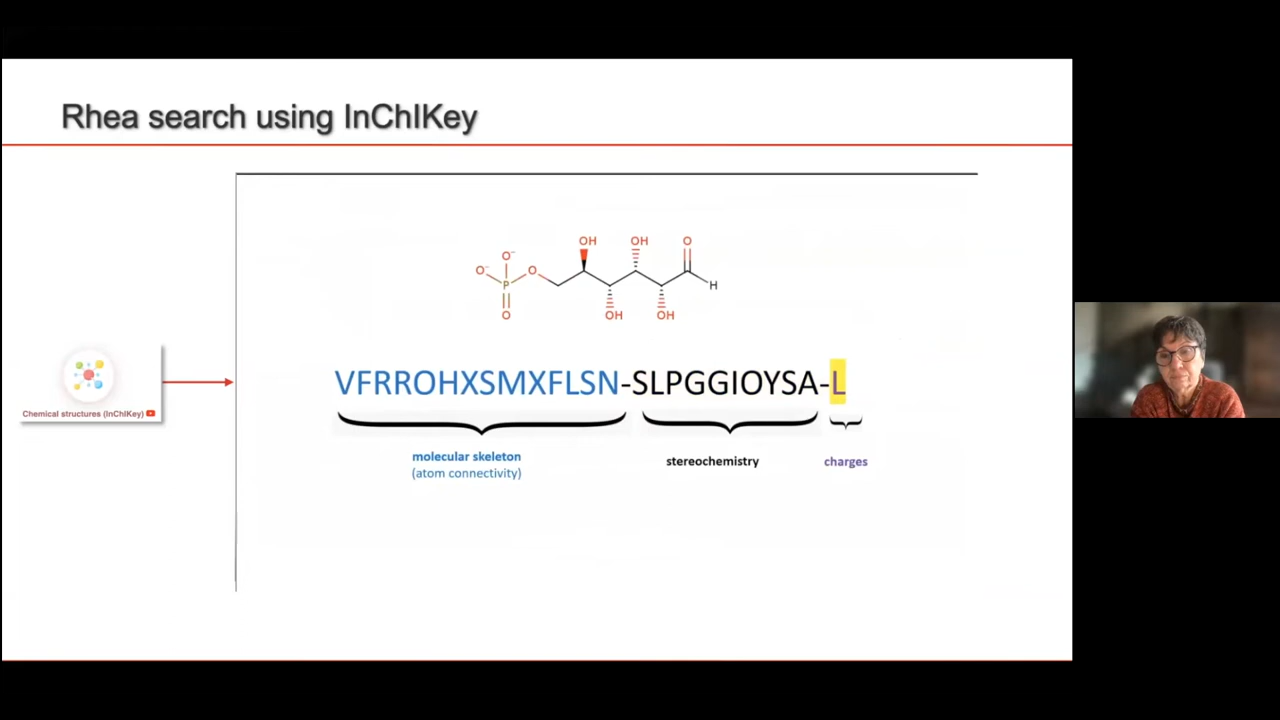 Rhea search using InChIKey
OH
OH
O
O⁻
O⁻
O
P
H
O
OH
OH
VFRROHXSMXFLSN-SLPGGIOYSA-L
Chemical structures (InChIKey)
molecular skeleton
(atom connectivity)
stereochemistry
charges